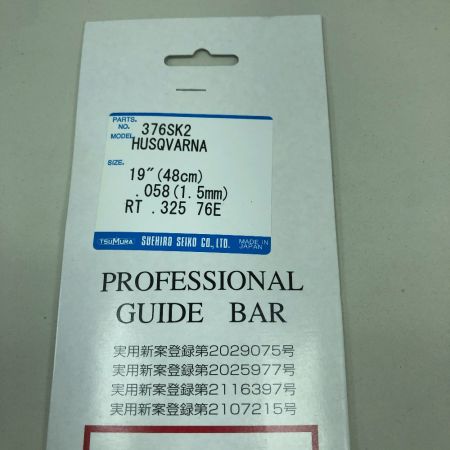 PARTS. NO. 376SK2
MODEL. HUSQVARNA
SIZE.
19"(48cm)
.058(1.5mm)
RT .325 76E
TSUMURA SUEHIRO SEIKO CO., LTD. MADE IN JAPAN
PROFESSIONAL
GUIDE BAR
実用新案登録第2029075号
実用新案登録第2025977号
実用新案登録第2116397号
実用新案登録第2107215号